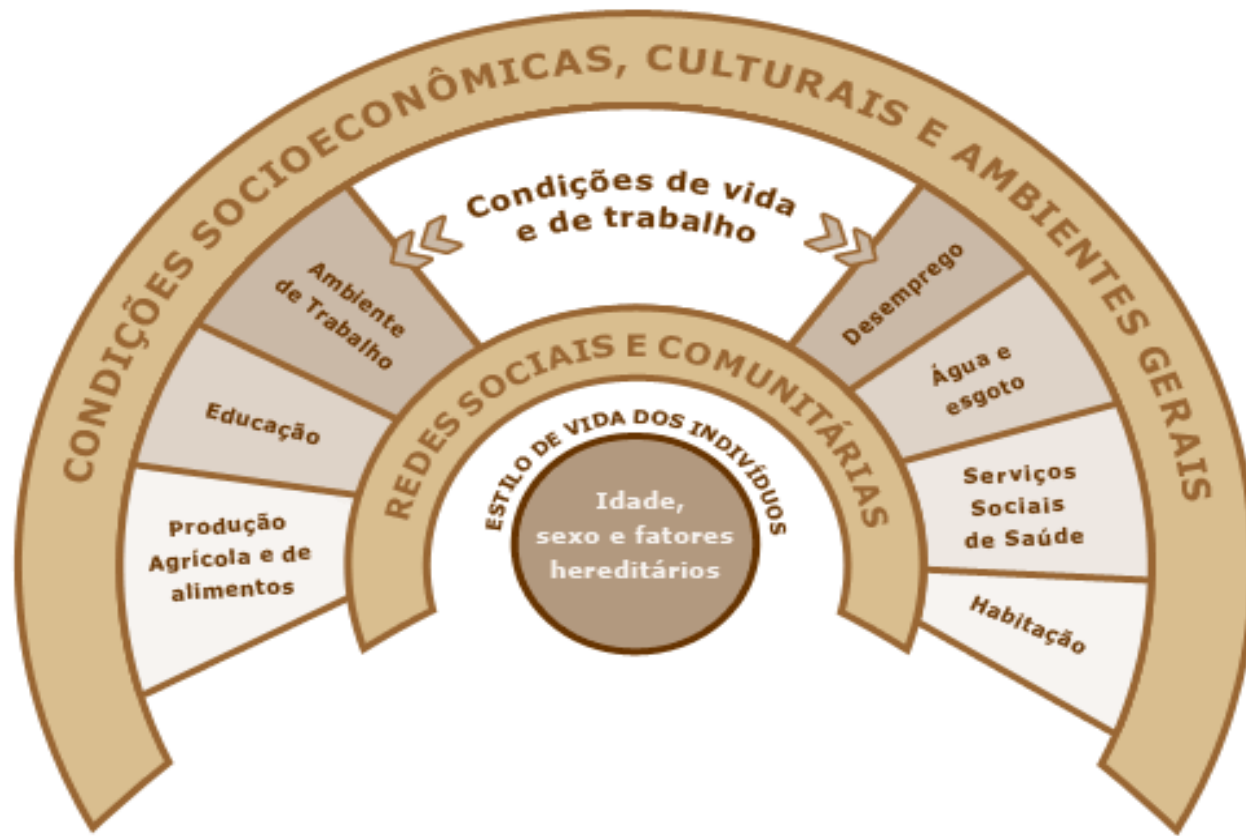 CONDIÇÕES SOCIOECONÔMICAS, CULTURAIS E AMBIENTES GERAIS
Condições de vida
e de trabalho
Ambiente
de Trabalho
Educação
Produção
Agrícola e de
alimentos
Desemprego
Água e
esgoto
Serviços
Sociais
de Saúde
Habitação
REDES SOCIAIS E COMUNITÁRIAS
ESTILO DE VIDA DOS INDIVÍDUOS
Idade,
sexo e fatores
hereditários